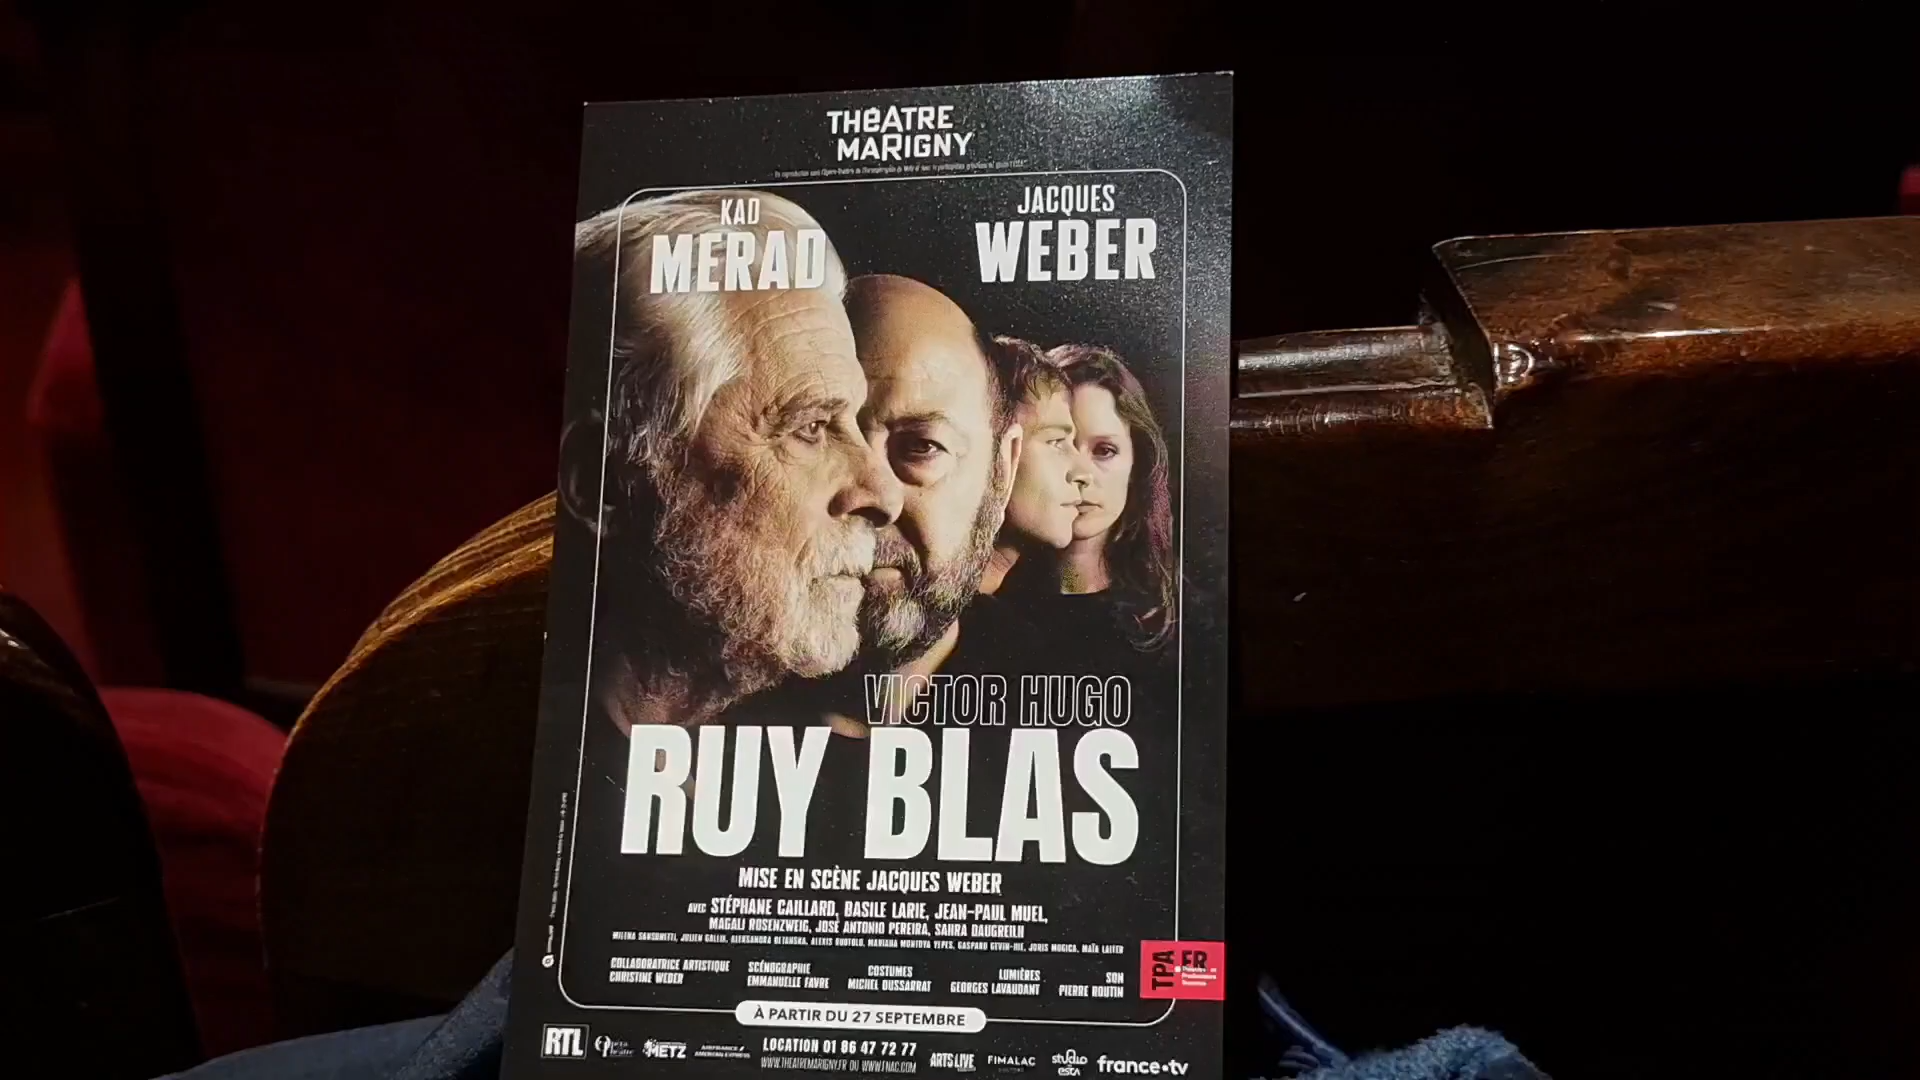 THÉATRE
MARIGNY
KAD
MERAD
JACQUES
WEBER
VICTOR HUGO
RUY BLAS
MISE EN SCÈNE JACQUES WEBER
AVEC STÉPHANE CAILLARD, BASILE LARIE, JEAN-PAUL MUEL,
MAGALI ROSENZWEIG, JOSÉ ANTONIO PEREIRA, SAHRA DAUGREILH
COLLABORATRICE ARTISTIQUE
CHRISTINE WEBER
SCÉNOGRAPHIE
EMMANUELLE FAVRE
COSTUMES
MICHEL DUSSARRAT
LUMIÈRES
GEORGES LAVAUDANT
SON
PIERRE ROUTIN
TPA
FR
À PARTIR DU 27 SEPTEMBRE
RTL
METZ
LOCATION 01 86 47 72 77
WWW.THEATREMARIGNY.FR OU WWW.FNAC.COM
ARTS LIVE
FIMALAC
studio
esta
france•tv